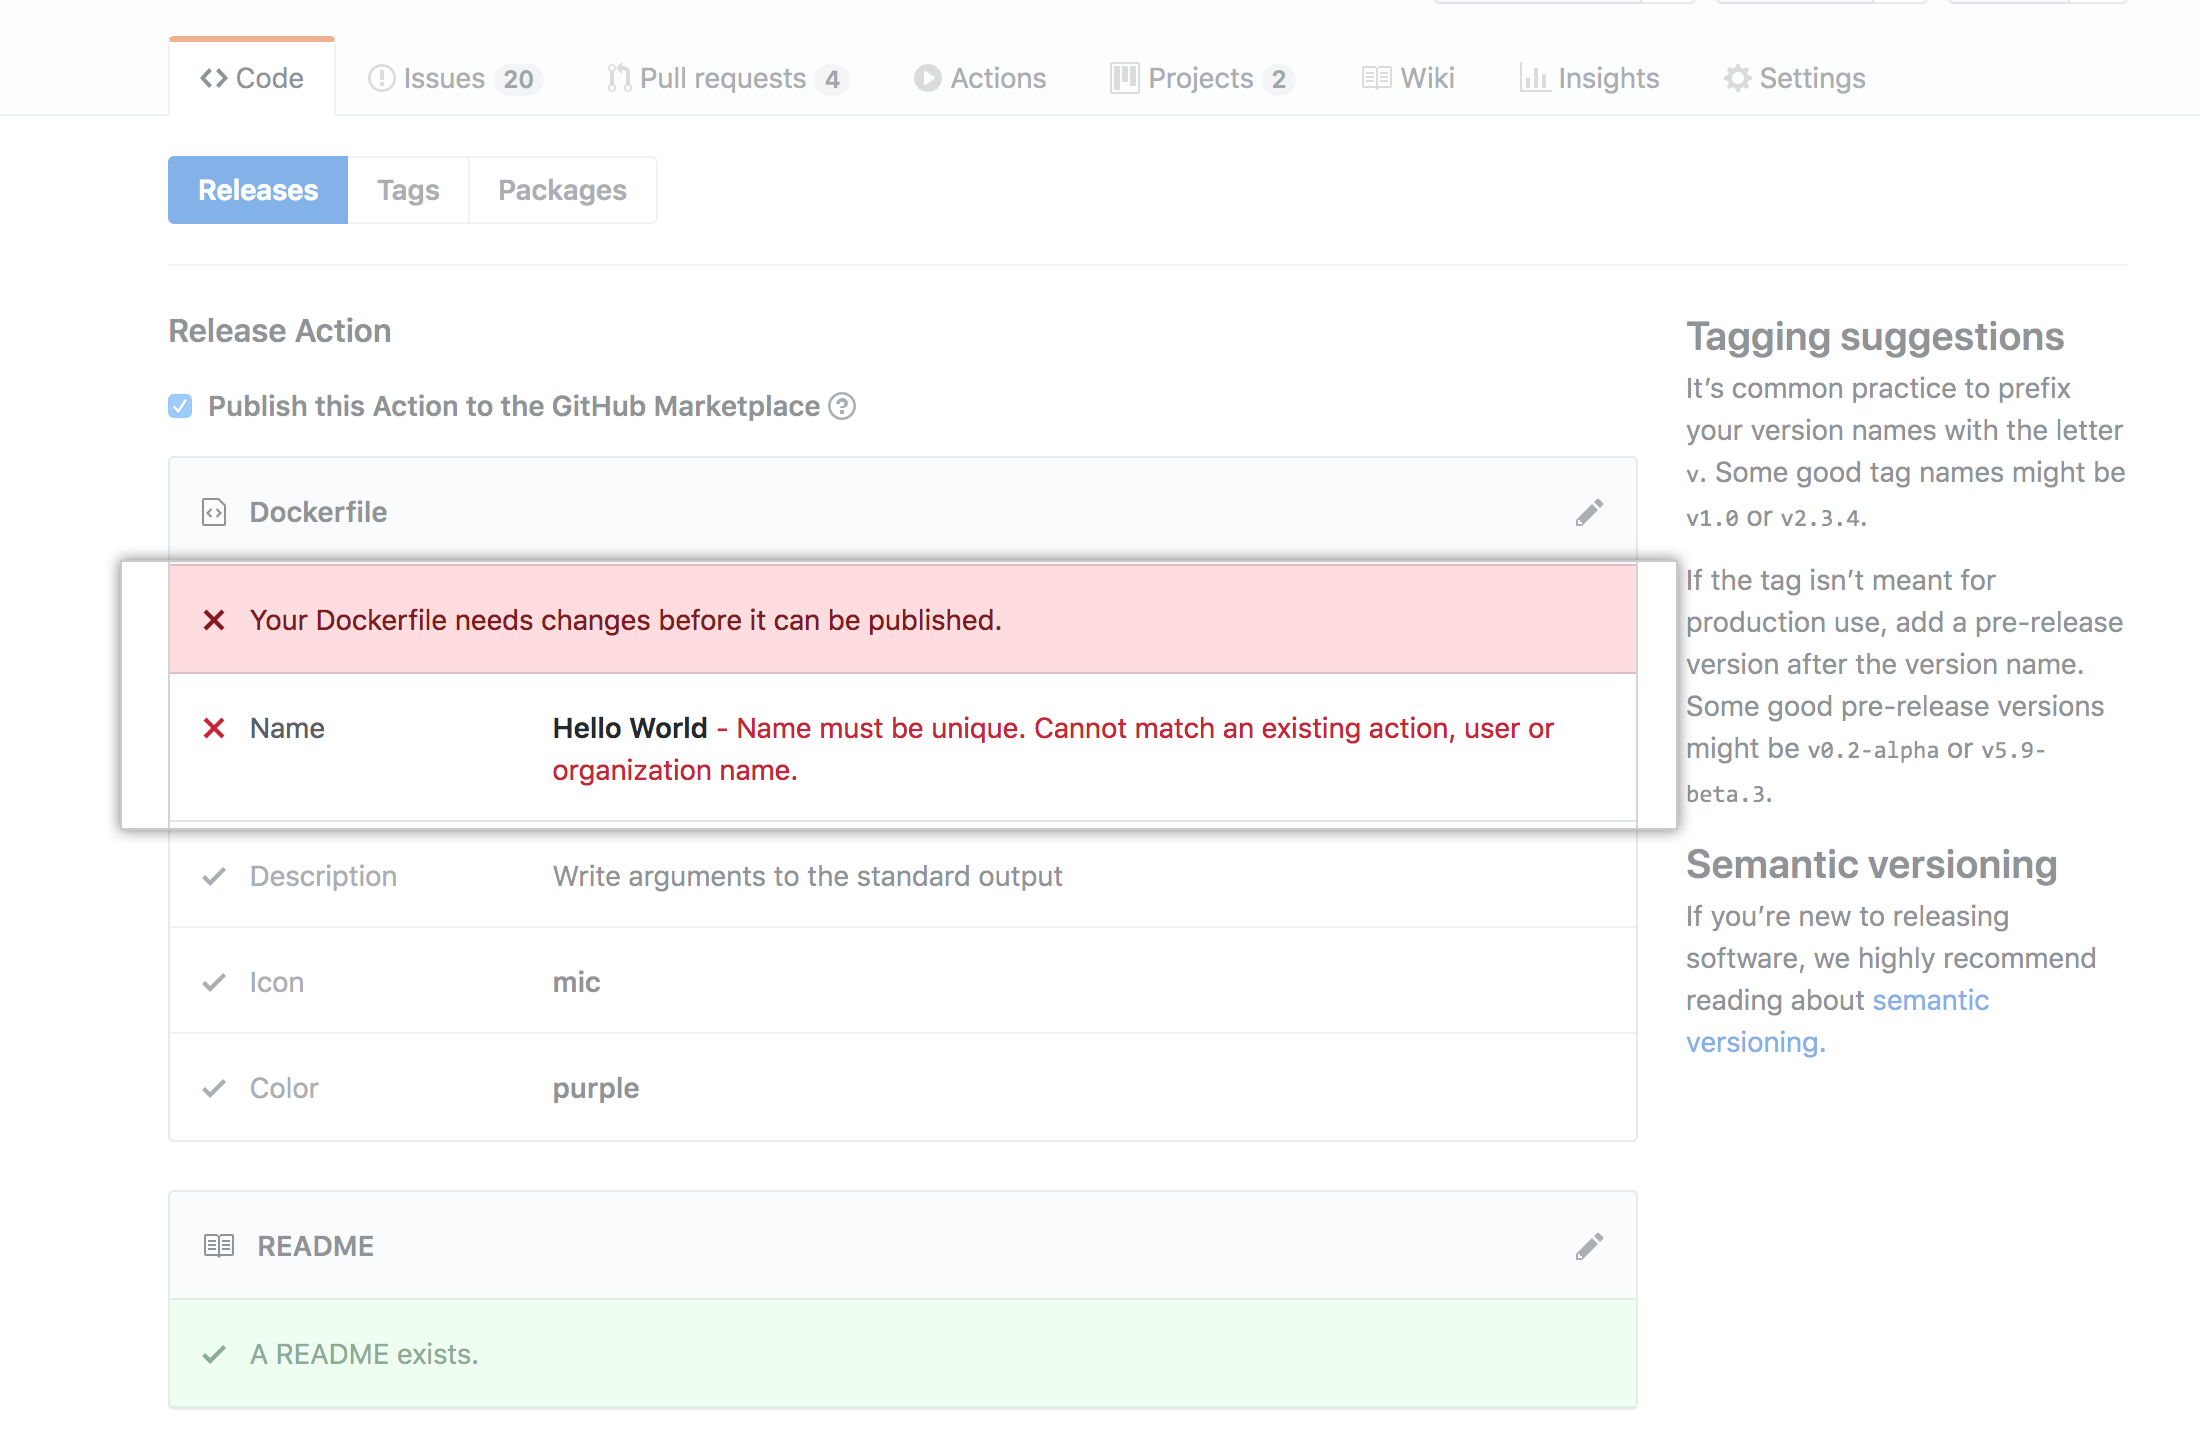 Code Issues 20 Pull requests 4 Actions Projects 2 Wiki Insights Settings
Releases Tags Packages
Release Action
Publish this Action to the GitHub Marketplace
Dockerfile
Your Dockerfile needs changes before it can be published.
Name
Hello World - Name must be unique. Cannot match an existing action, user or
organization name.
Description Write arguments to the standard output
Icon mic
Color purple
README
A README exists.
Tagging suggestions
It’s common practice to prefix
your version names with the letter
v. Some good tag names might be
v1.0 or v2.3.4.
If the tag isn’t meant for
production use, add a pre-release
version after the version name.
Some good pre-release versions
might be v0.2-alpha or v5.9-
beta.3.
Semantic versioning
If you’re new to releasing
software, we highly recommend
reading about semantic
versioning.